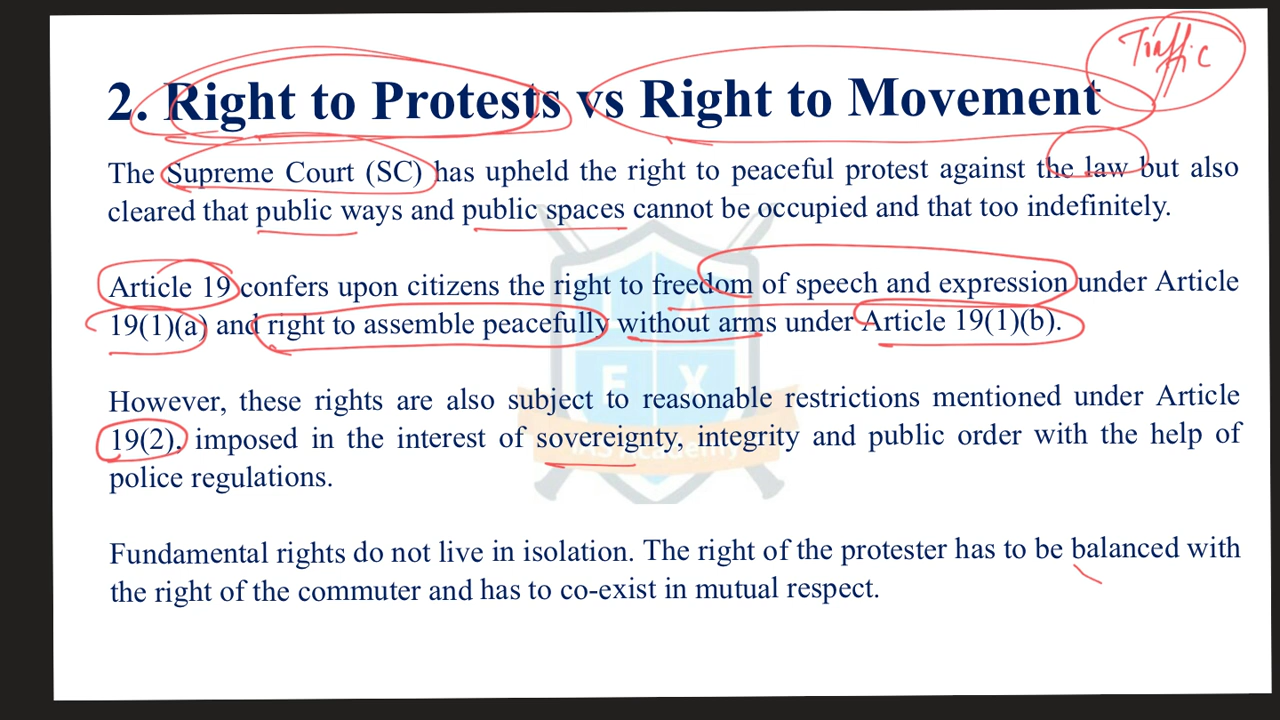 Traffic
2. Right to Protests vs Right to Movement
The Supreme Court (SC) has upheld the right to peaceful protest against the law but also
cleared that public ways and public spaces cannot be occupied and that too indefinitely.
Article 19 confers upon citizens the right to freedom of speech and expression under Article
19(1)(a) and right to assemble peacefully without arms under Article 19(1)(b).
However, these rights are also subject to reasonable restrictions mentioned under Article
19(2), imposed in the interest of sovereignty, integrity and public order with the help of
police regulations.
Fundamental rights do not live in isolation. The right of the protester has to be balanced with
the right of the commuter and has to co-exist in mutual respect.
L A
E X
IAS Academy